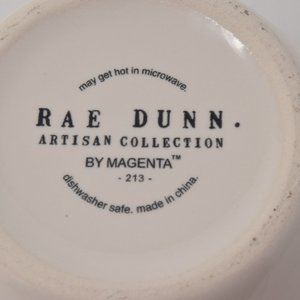 may get hot in microwave.
RAE DUNN.
ARTISAN COLLECTION
BY MAGENTA™
- 213 -
dishwasher safe. made in china.